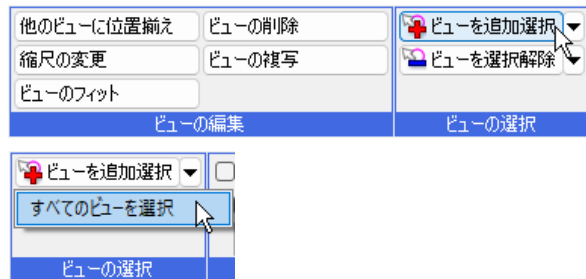 他のビューに位置揃え ビューの削除 ビューを追加選択
縮尺の変更 ビューの複写 ビューを選択解除
ビューのフィット
ビューの編集 ビューの選択
ビューを追加選択
すべてのビューを選択
ビューの選択